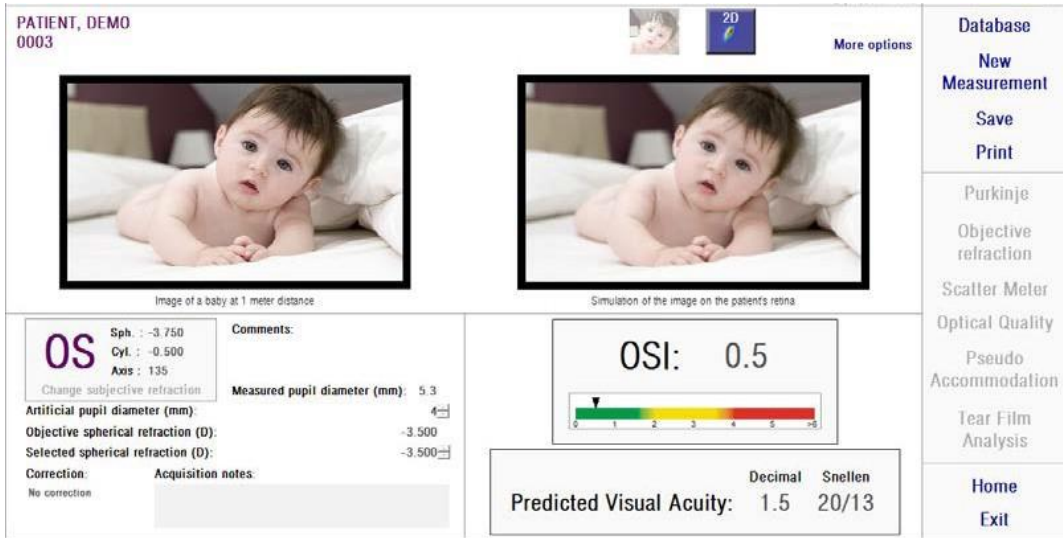 PATIENT, DEMO
0003
2D
More options
Image of a baby at 1 meter distance
Simulation of the image on the patient's retina
OS
Sph. : -3.750
Cyl. : -0.500
Axis : 135
Change subjective refraction
Comments:
Measured pupil diameter (mm): 5.3
Artificial pupil diameter (mm): 4
Objective spherical refraction (D): -3.500
Selected spherical refraction (D): -3.500
Correction:
No correction
Acquisition notes:
OSI: 0.5
0 1 2 3 4 5 >6
Decimal Snellen
Predicted Visual Acuity: 1.5 20/13
Database
New
Measurement
Save
Print
Purkinje
Objective
refraction
Scatter Meter
Optical Quality
Pseudo
Accommodation
Tear Film
Analysis
Home
Exit